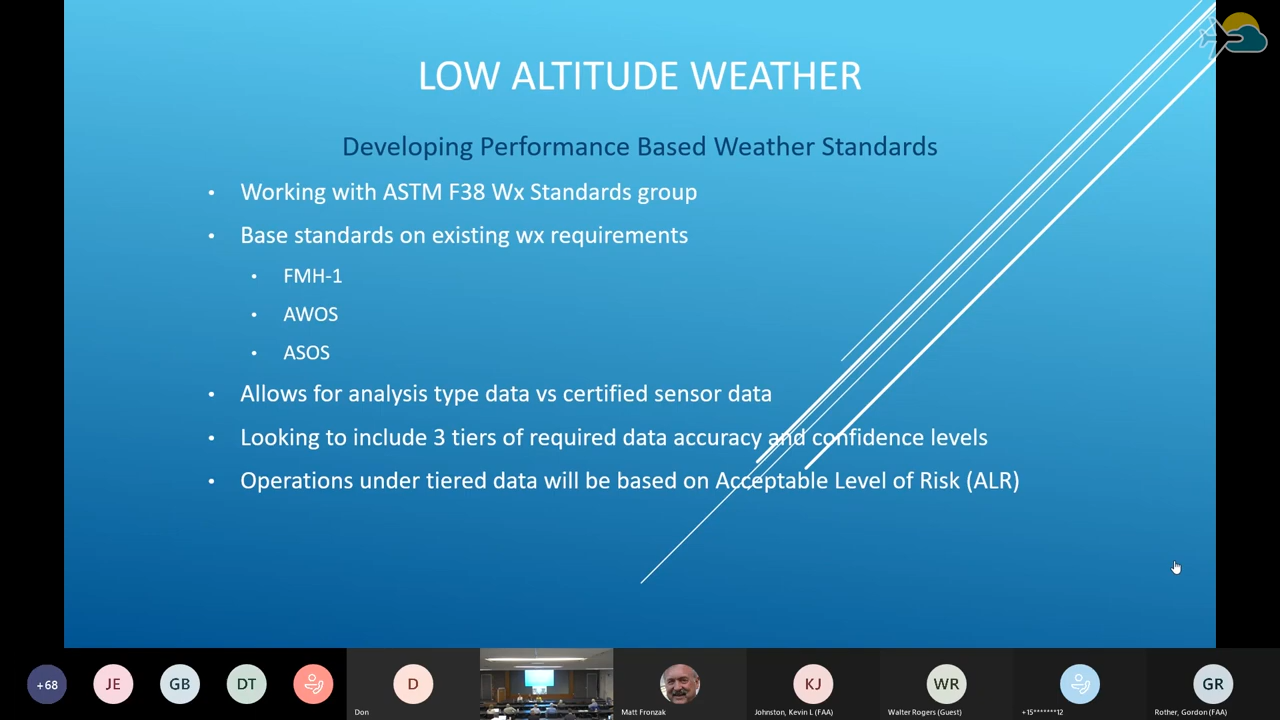 LOW ALTITUDE WEATHER
Developing Performance Based Weather Standards
• Working with ASTM F38 Wx Standards group
• Base standards on existing wx requirements
• FMH-1
• AWOS
• ASOS
• Allows for analysis type data vs certified sensor data
• Looking to include 3 tiers of required data accuracy and confidence levels
• Operations under tiered data will be based on Acceptable Level of Risk (ALR)
+68
JE
GB
DT
D
KJ
WR
GR
Don
Matt Fronzak
Johnston, Kevin L (FAA)
Walter Rogers (Guest)
+15*******12
Rother, Gordon (FAA)